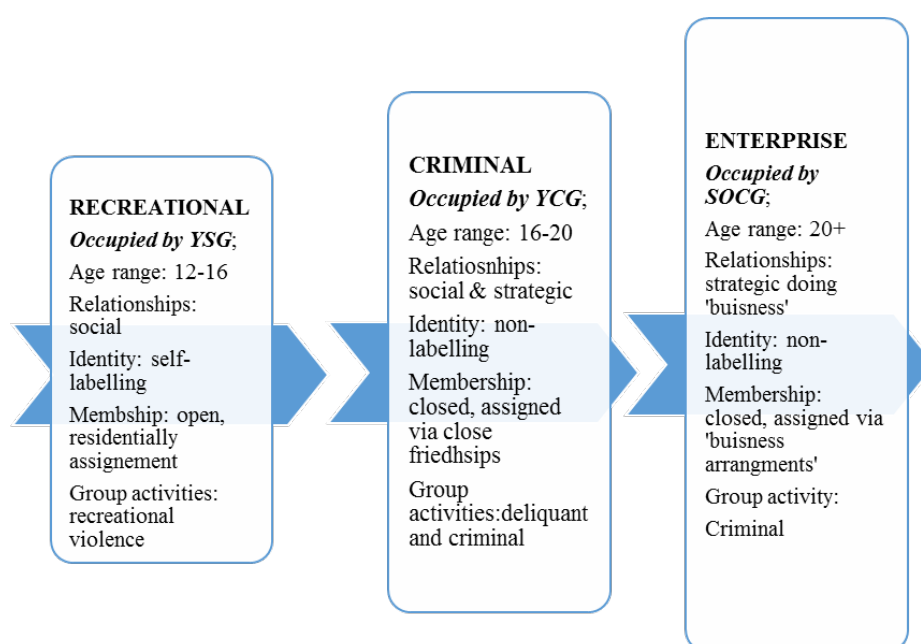 RECREATIONAL
Occupied by YSG;
Age range: 12-16
Relationships:
social
Identity: self-
labelling
Membship: open,
residentially
assignement
Group activities:
recreational
violence
CRIMINAL
Occupied by YCG;
Age range: 16-20
Relatiosnhips:
social & strategic
Identity: non-
labelling
Membership:
closed, assigned
via close
friedhsips
Group
activities:deliquant
and criminal
ENTERPRISE
Occupied by
SOCG;
Age range: 20+
Relationships:
strategic doing
'buisness'
Identity: non-
labelling
Membership:
closed, assigned via
'buisness
arrangments'
Group activity:
Criminal